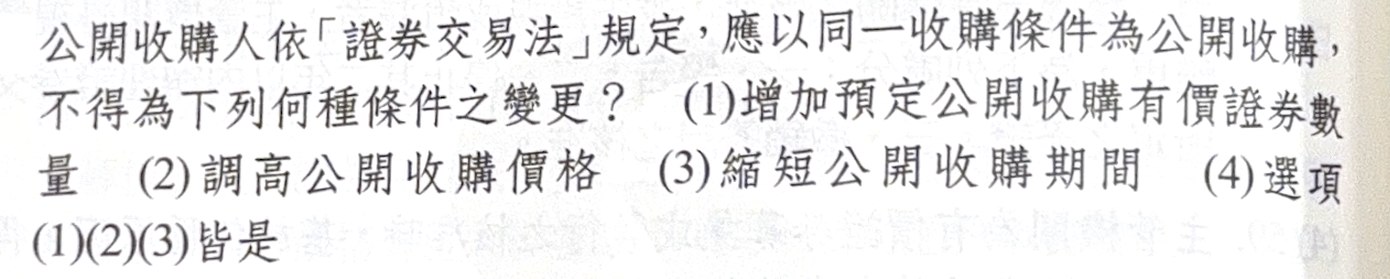 公開收購人依「證券交易法」規定，應以同一收購條件為公開收購，
不得為下列何種條件之變更？　(1)增加預定公開收購有價證券數
量　(2)調高公開收購價格　(3)縮短公開收購期間　(4)選項
(1)(2)(3)皆是